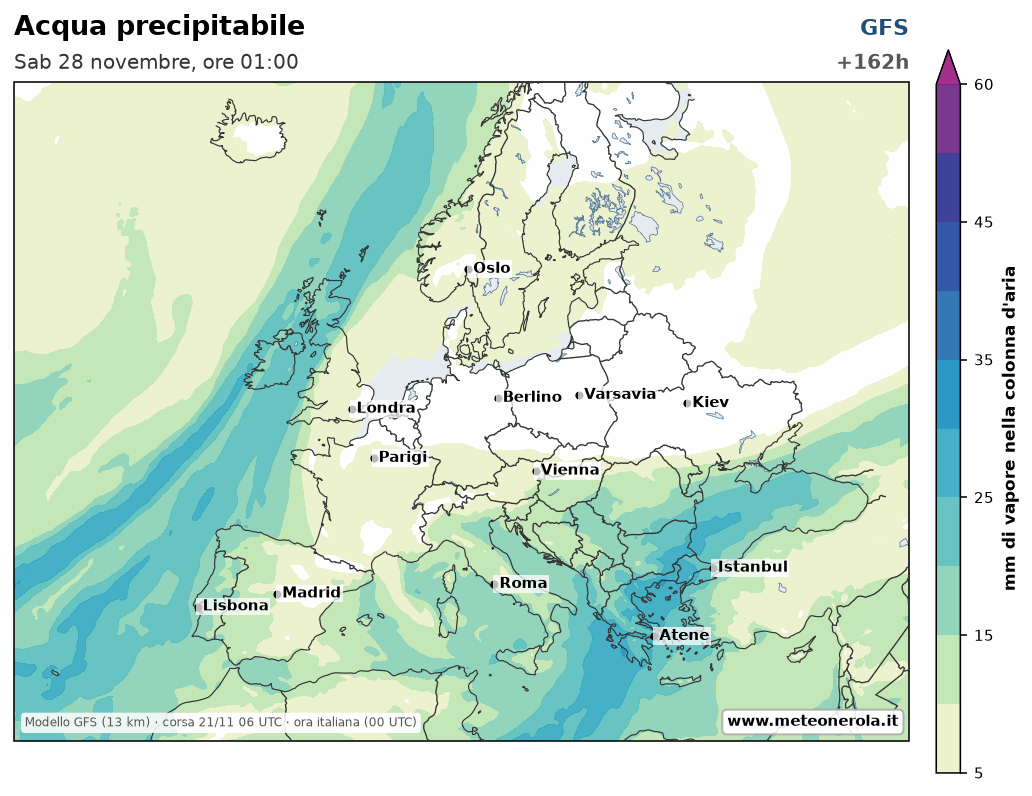 Acqua precipitabile
GFS
Sab 28 novembre, ore 01:00
+162h
60
45
35
25
15
5
mm di vapore nella colonna d'aria
Oslo
Londra
Berlino
Varsavia
Kiev
Parigi
Vienna
Istanbul
Roma
Madrid
Lisbona
Atene
Modello GFS (13 km) · corsa 21/11 06 UTC · ora italiana (00 UTC)
www.meteonerola.it